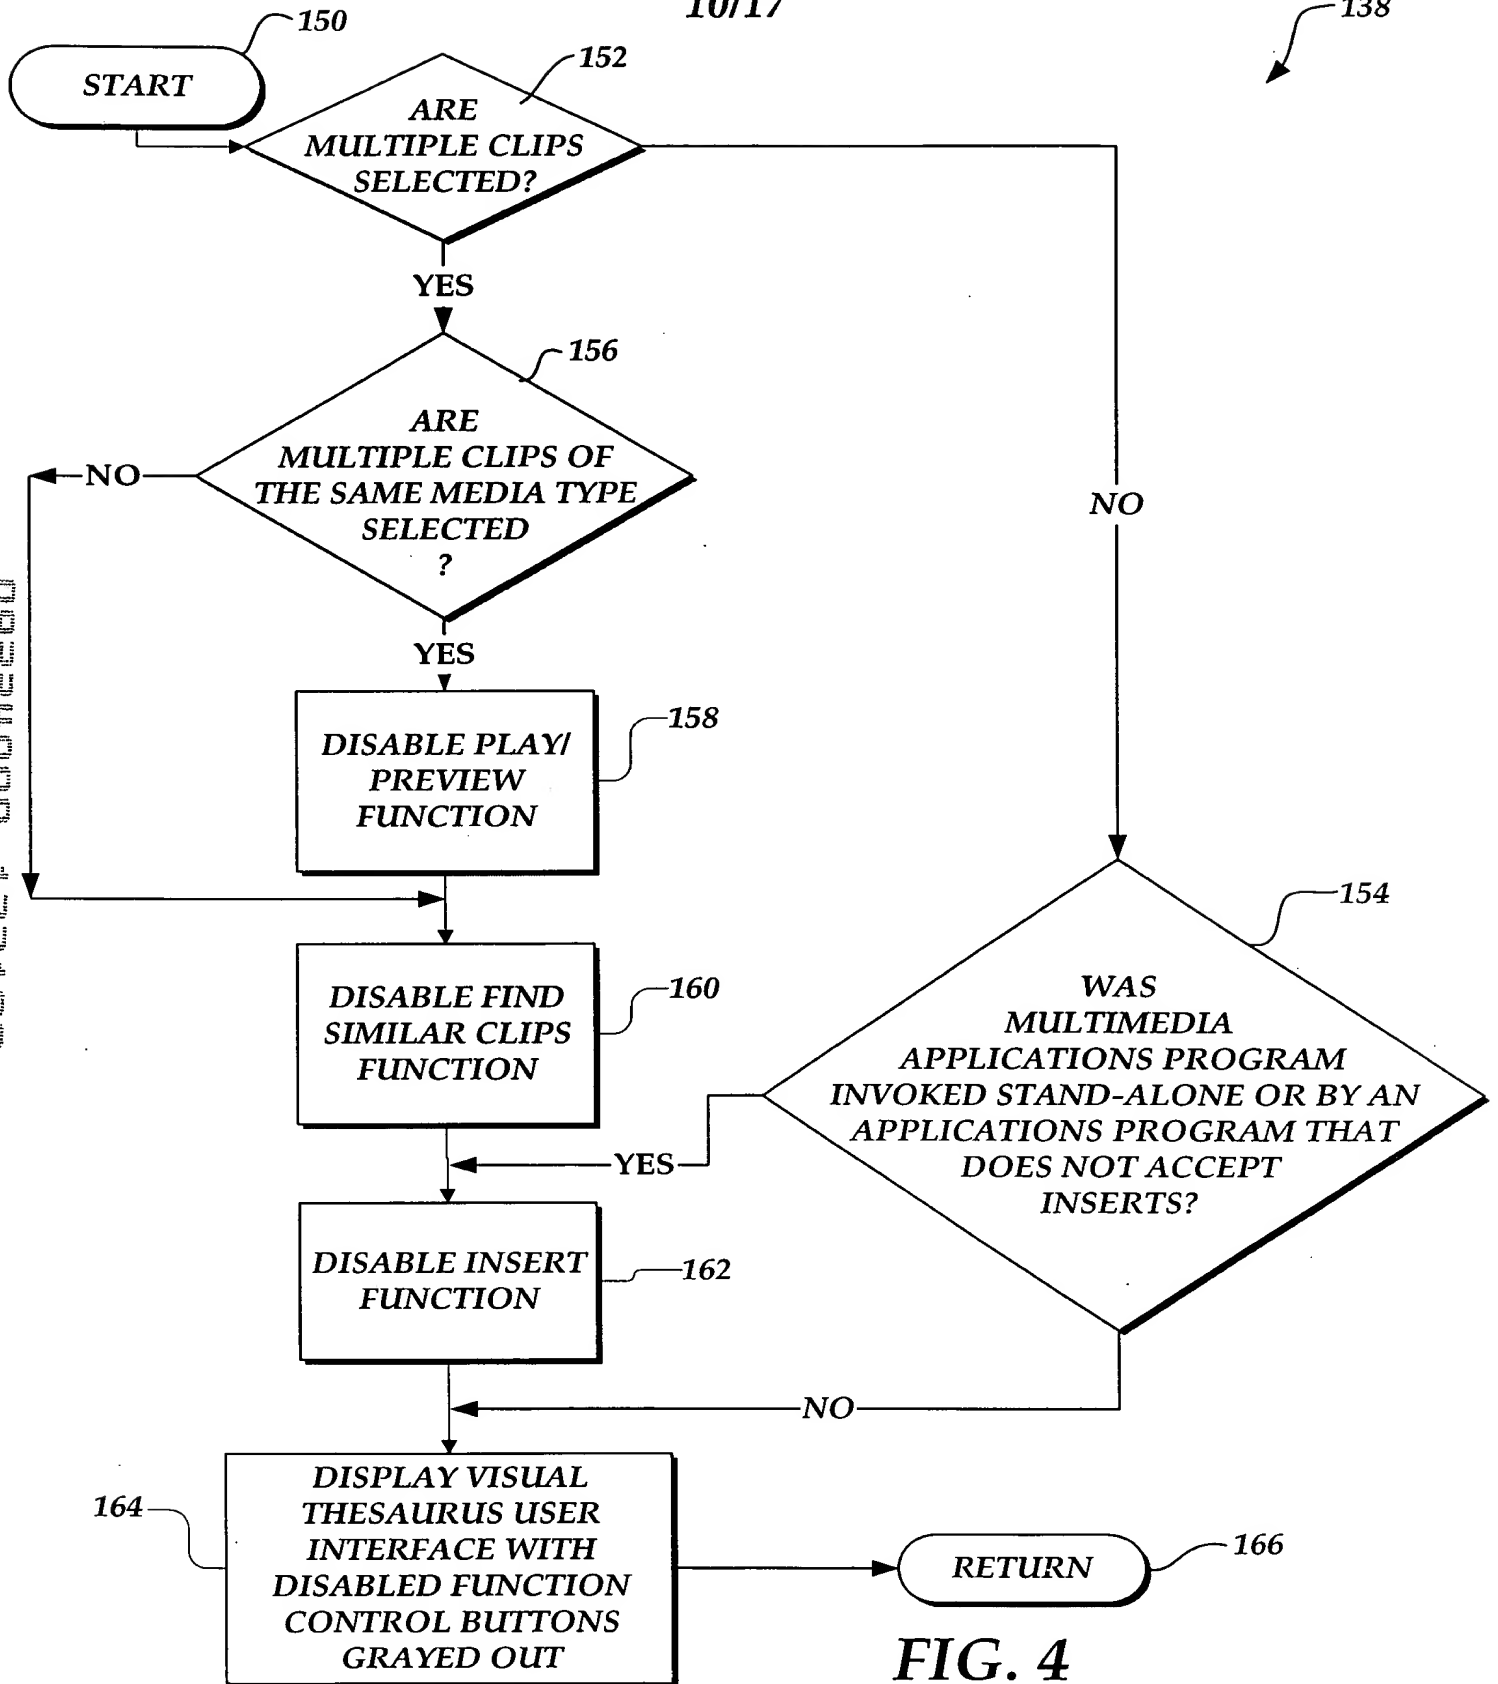 10/17
138
150
START
152
ARE
MULTIPLE CLIPS
SELECTED?
YES
156
ARE
MULTIPLE CLIPS OF
THE SAME MEDIA TYPE
SELECTED
?
NO
NO
YES
158
DISABLE PLAY/
PREVIEW
FUNCTION
154
WAS
MULTIMEDIA
APPLICATIONS PROGRAM
INVOKED STAND-ALONE OR BY AN
APPLICATIONS PROGRAM THAT
DOES NOT ACCEPT
INSERTS?
160
DISABLE FIND
SIMILAR CLIPS
FUNCTION
YES
162
DISABLE INSERT
FUNCTION
NO
164
DISPLAY VISUAL
THESAURUS USER
INTERFACE WITH
DISABLED FUNCTION
CONTROL BUTTONS
GRAYED OUT
RETURN
166
FIG. 4